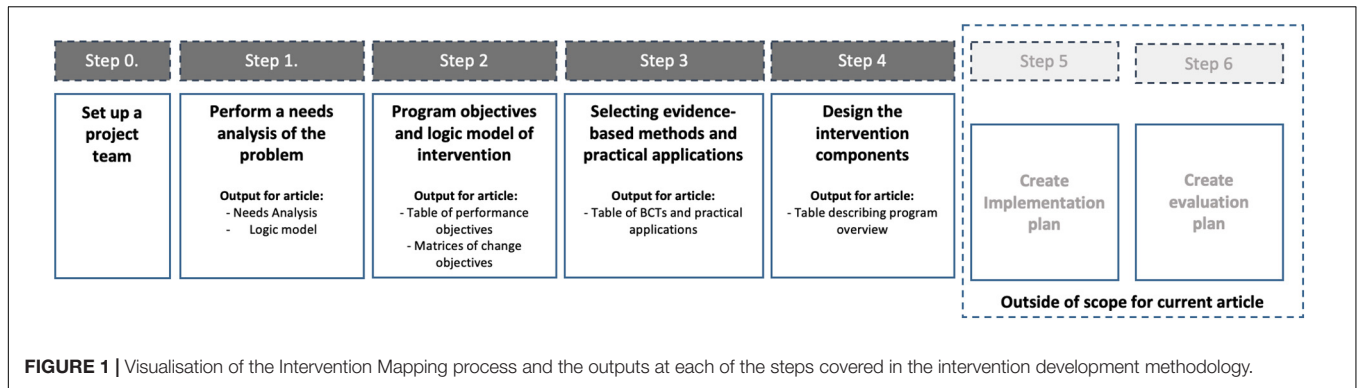 Step 0.
Set up a
project
team
Step 1.
Perform a needs
analysis of the
problem
Output for article:
- Needs Analysis
- Logic model
Step 2
Program objectives
and logic model of
intervention
Output for article:
- Table of performance
objectives
- Matrices of change
objectives
Step 3
Selecting evidence-
based methods and
practical applications
Output for article:
- Table of BCTs and practical
applications
Step 4
Design the
intervention
components
Output for article:
- Table describing program
overview
Step 5
Create
Implementation
plan
Step 6
Create
evaluation
plan
Outside of scope for current article
FIGURE 1 | Visualisation of the Intervention Mapping process and the outputs at each of the steps covered in the intervention development methodology.